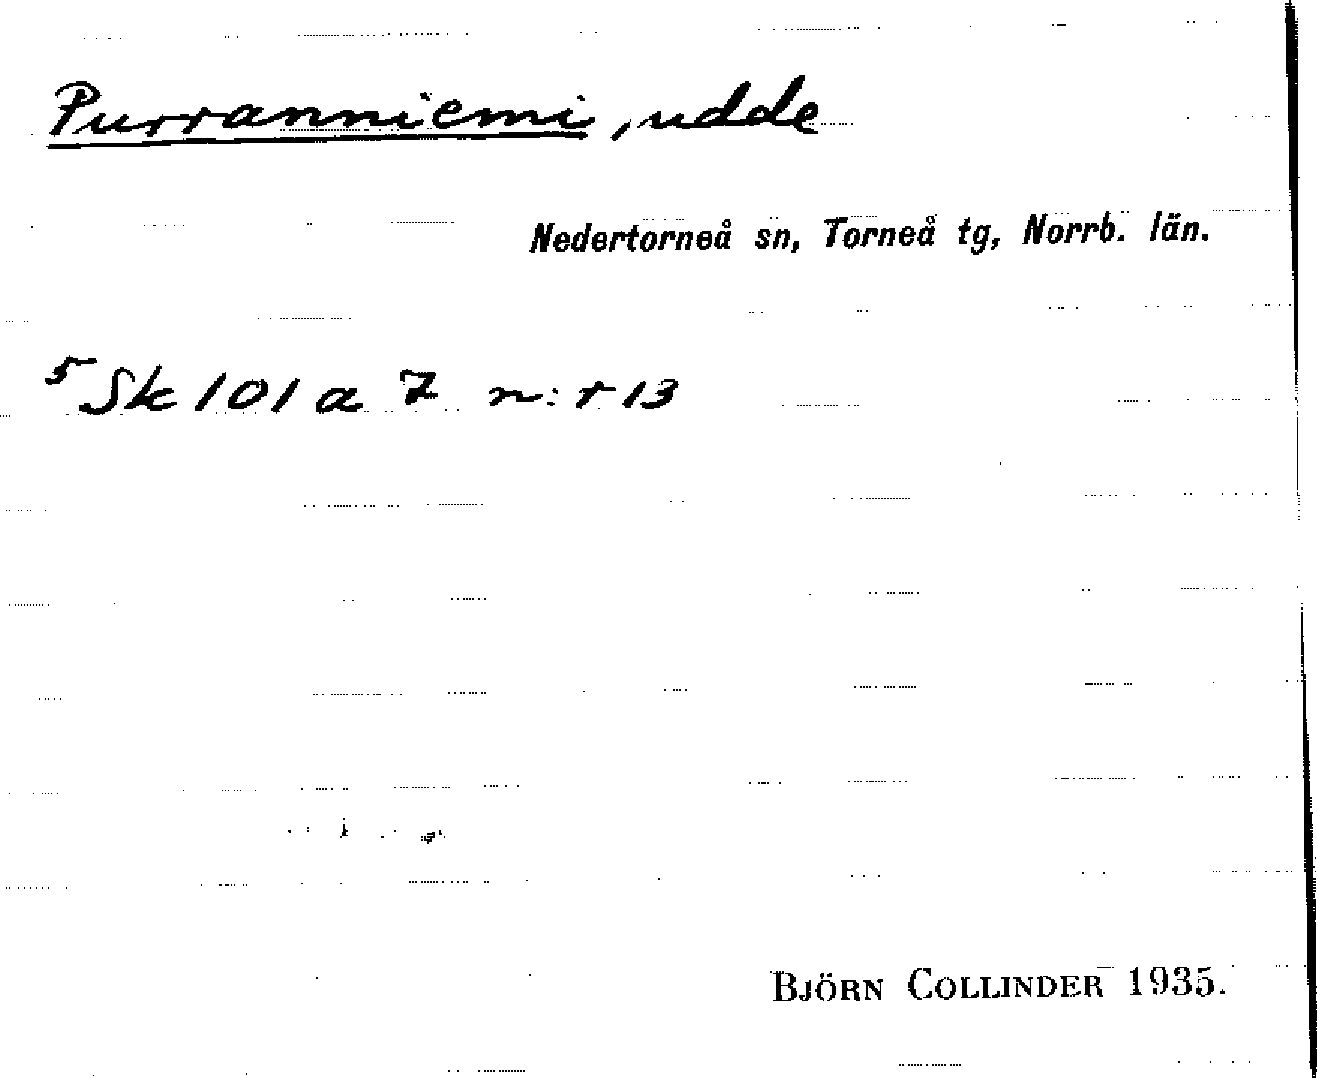 Purranniemi, udde
Nedertorneå sn, Torneå tg, Norrb. län.
5 Sk 101 a 7 n:r 13
BJÖRN COLLINDER 1935.